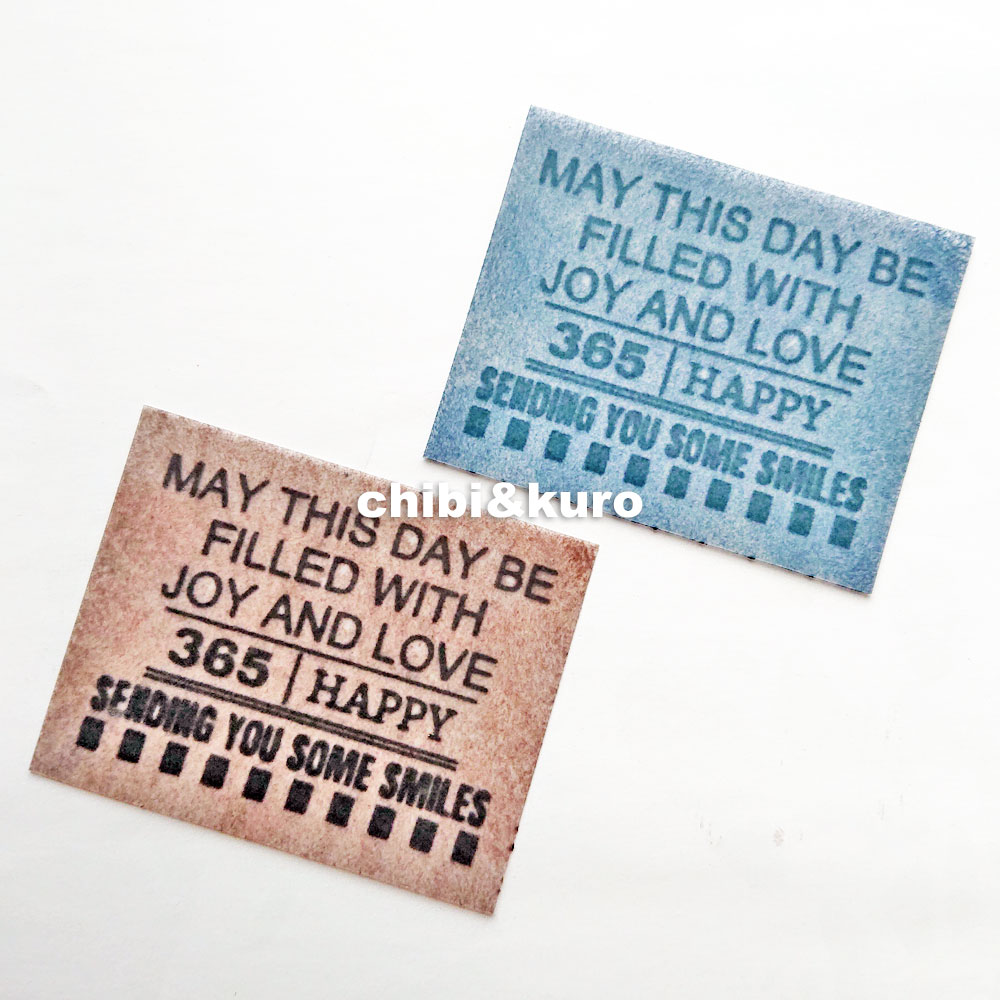 MAY THIS DAY BE
FILLED WITH
JOY AND LOVE
365 | HAPPY
SENDING YOU SOME SMILES
chibi&kuro
MAY THIS DAY BE
FILLED WITH
JOY AND LOVE
365 | HAPPY
SENDING YOU SOME SMILES